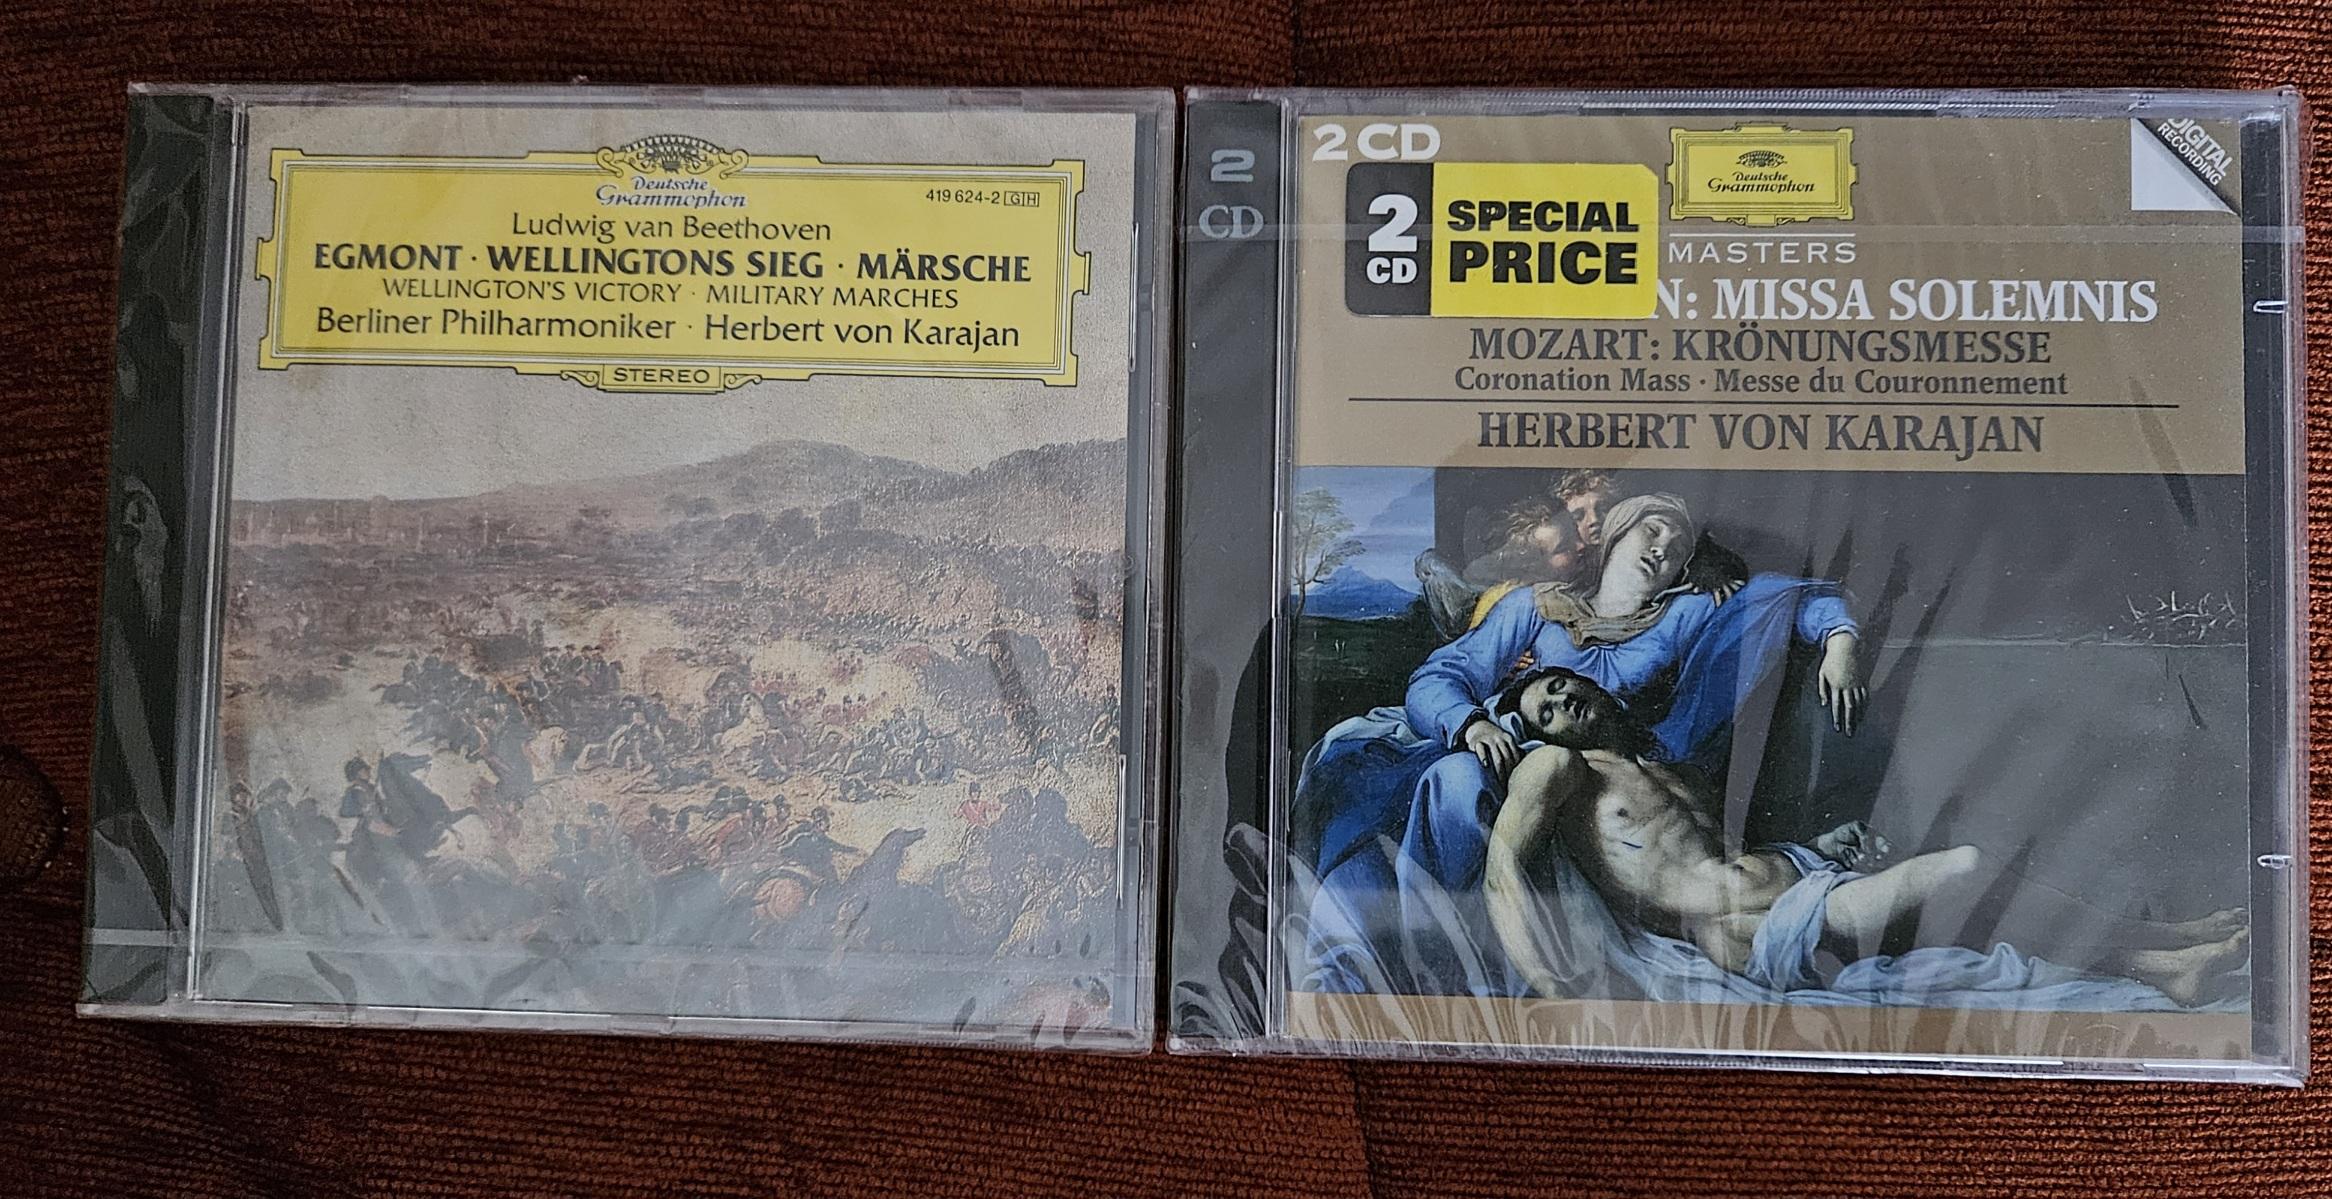 Deutsche
Grammophon
419 624-2 GH
Ludwig van Beethoven
EGMONT · WELLINGTONS SIEG · MÄRSCHE
WELLINGTON'S VICTORY · MILITARY MARCHES
Berliner Philharmoniker · Herbert von Karajan
STEREO
2
CD
2 CD
2
CD
SPECIAL
PRICE
Deutsche
Grammophon
DIGITAL
RECORDING
MASTERS
N: MISSA SOLEMNIS
MOZART: KRÖNUNGSMESSE
Coronation Mass · Messe du Couronnement
HERBERT VON KARAJAN